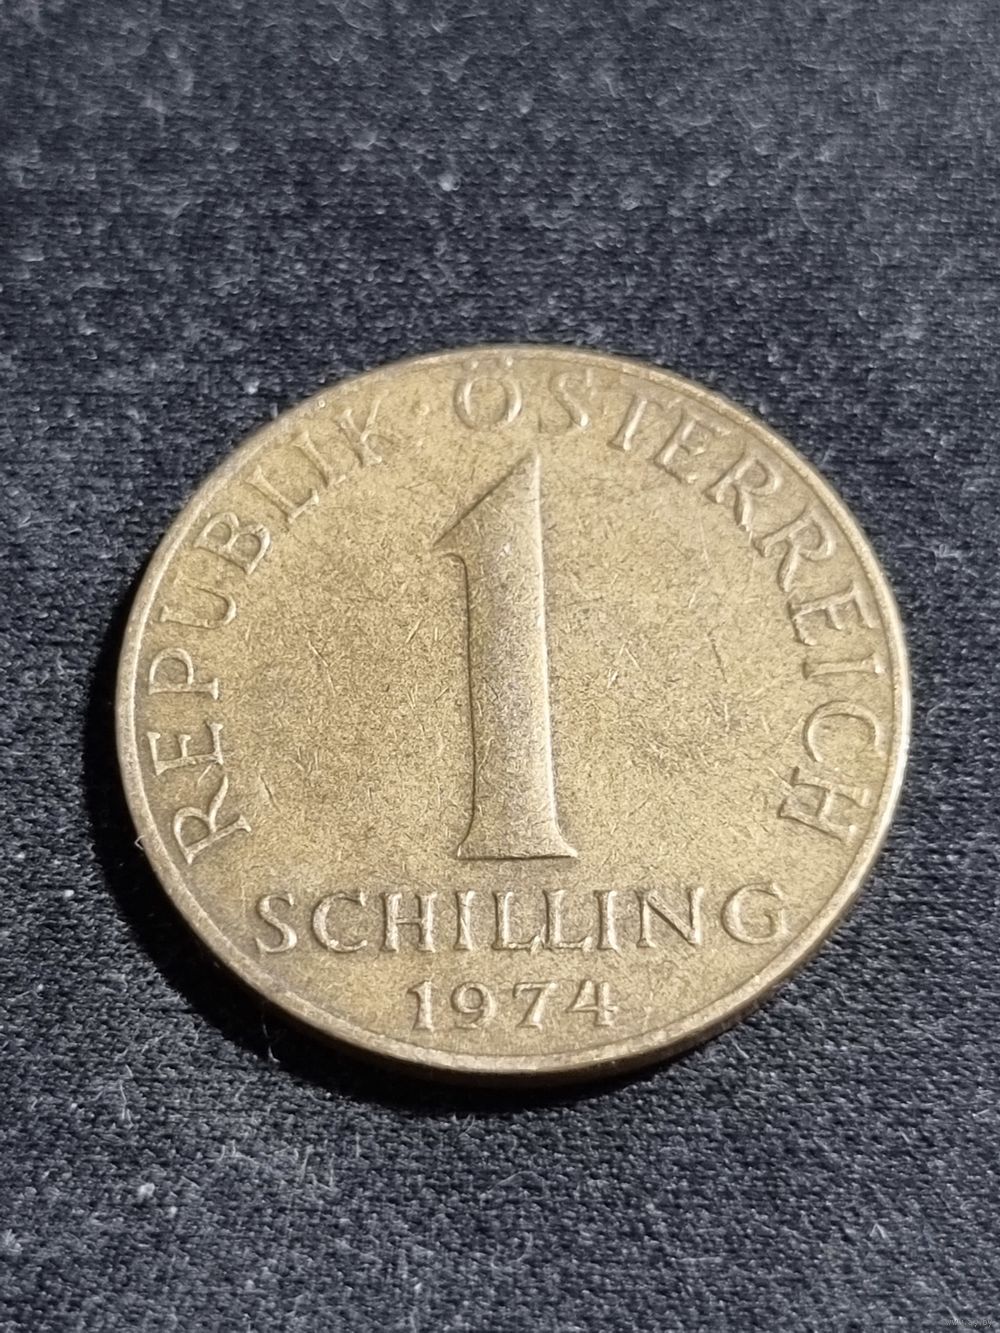 REPUBLIK · ÖSTERREICH
1
SCHILLING
1974